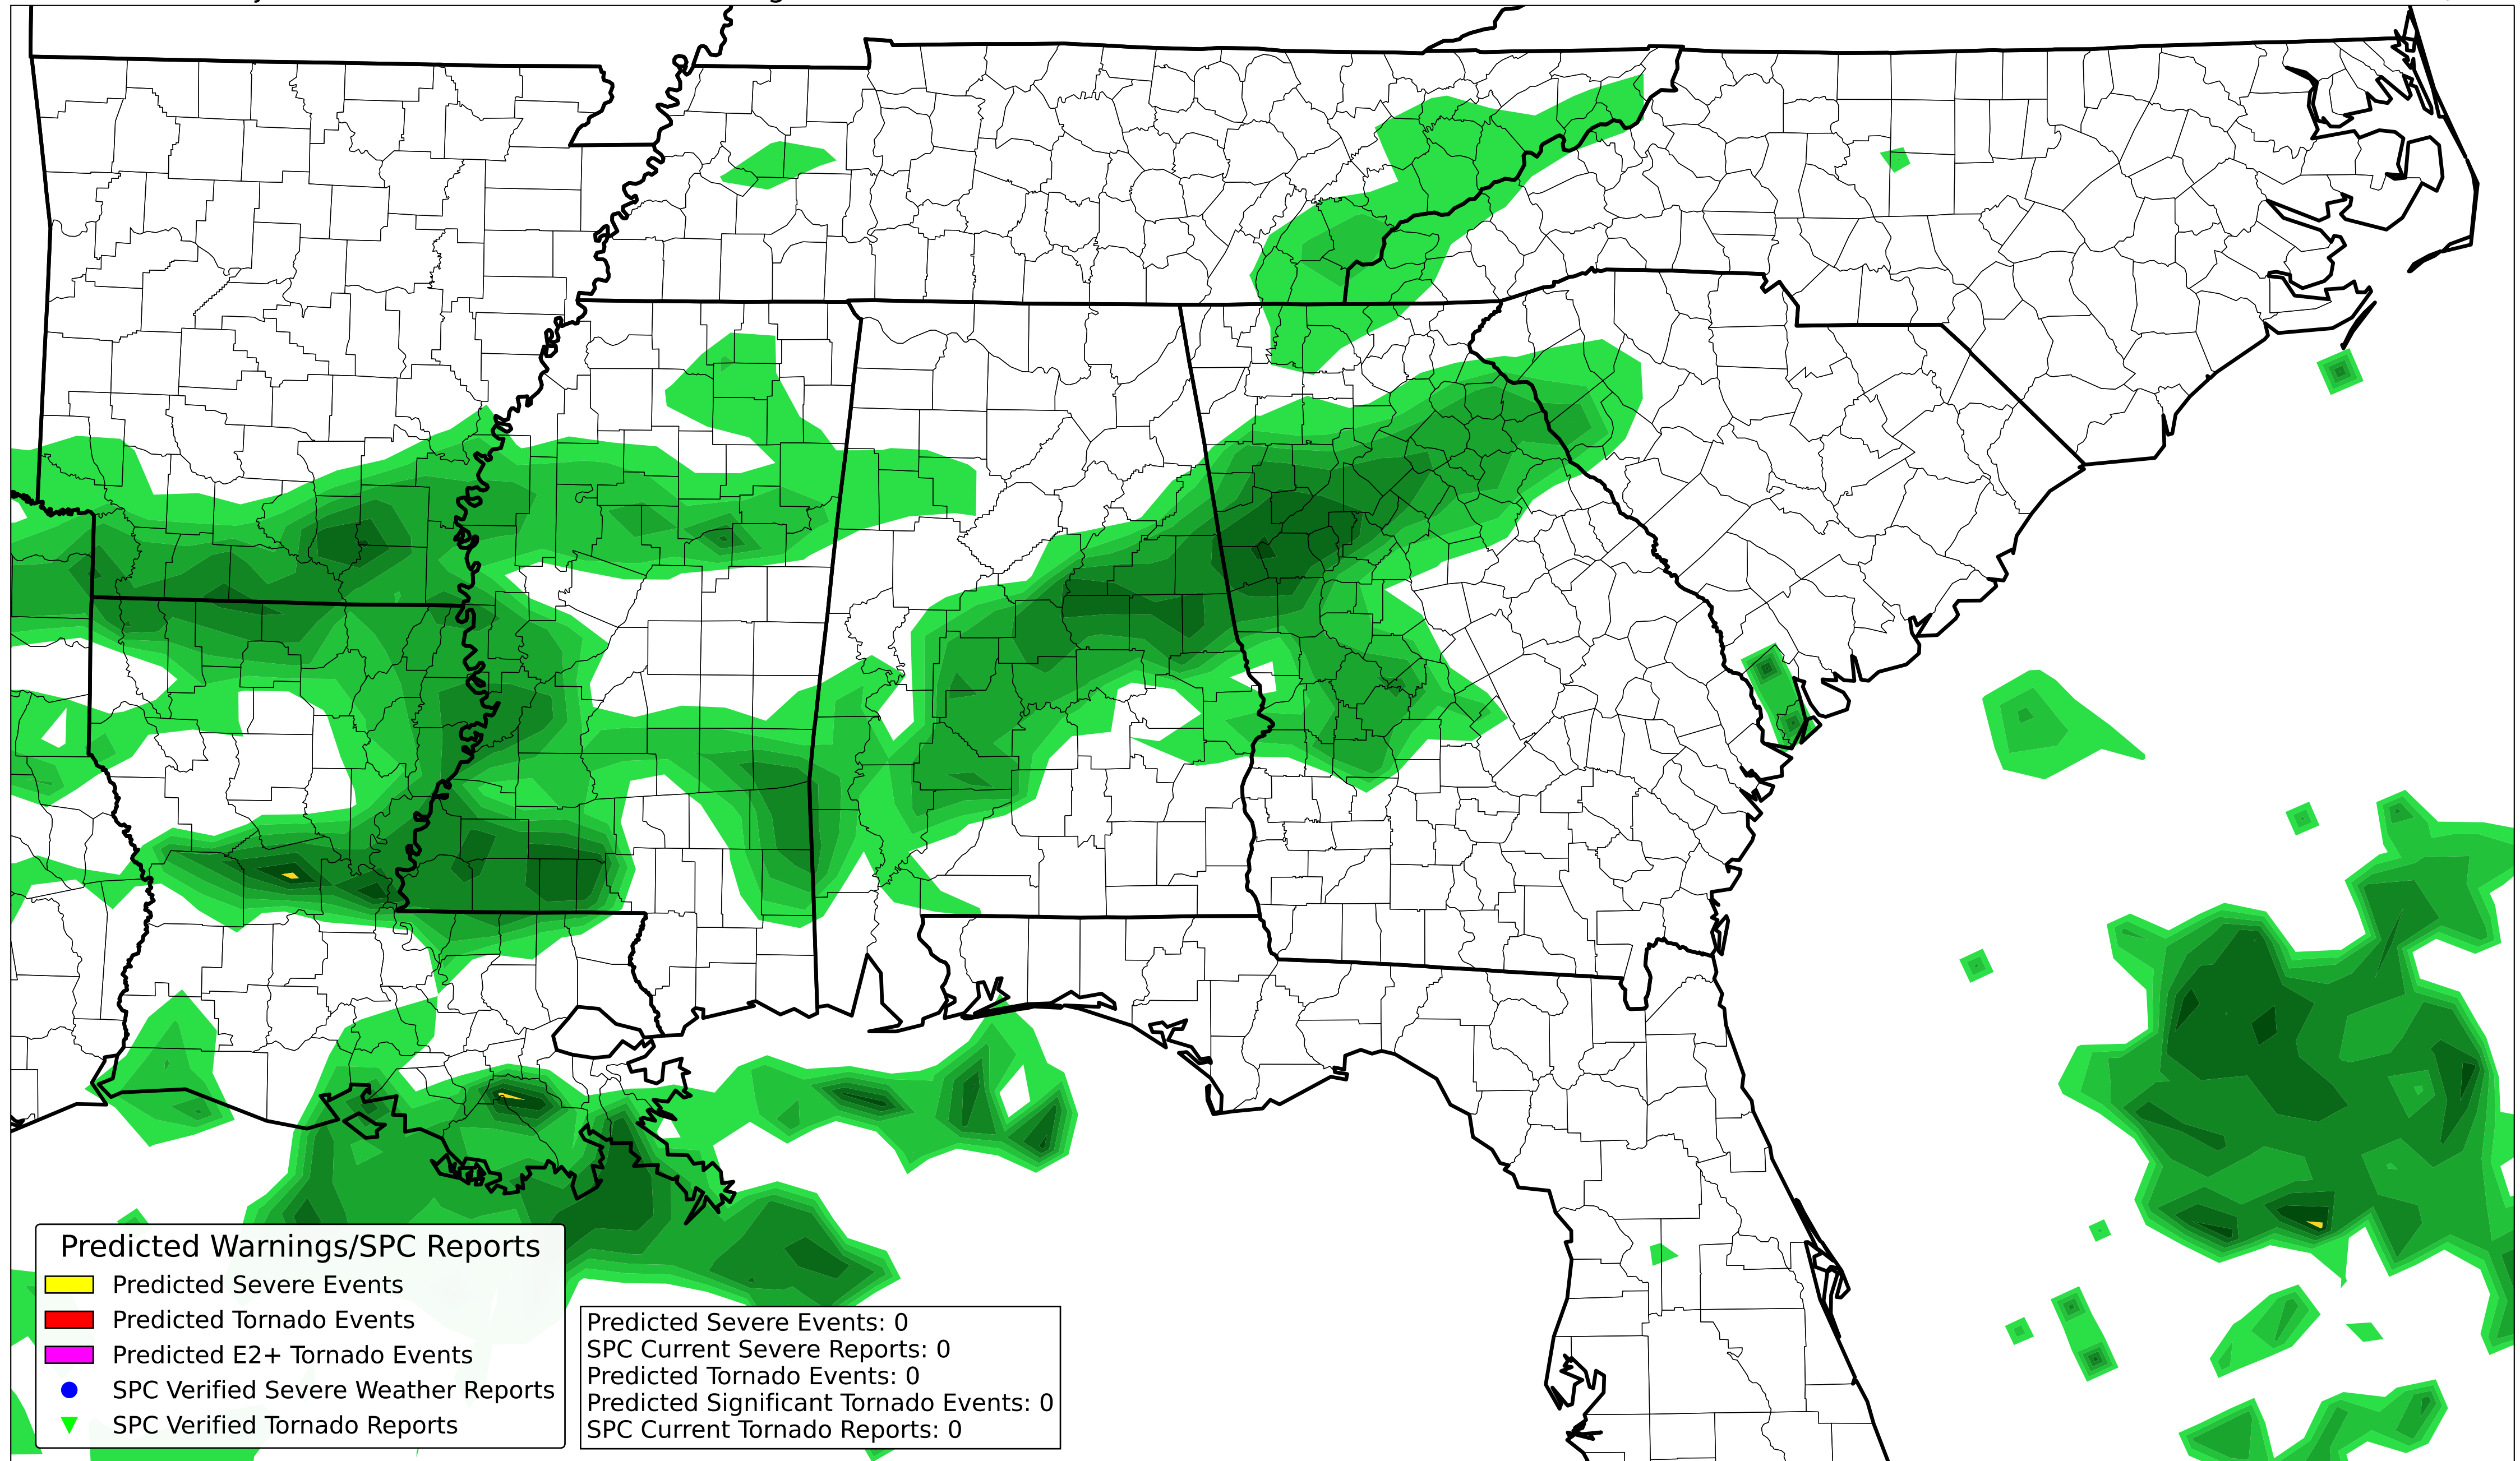 Predicted Warnings/SPC Reports
Predicted Severe Events
Predicted Tornado Events
Predicted E2+ Tornado Events
SPC Verified Severe Weather Reports
SPC Verified Tornado Reports
Predicted Severe Events: 0
SPC Current Severe Reports: 0
Predicted Tornado Events: 0
Predicted Significant Tornado Events: 0
SPC Current Tornado Reports: 0